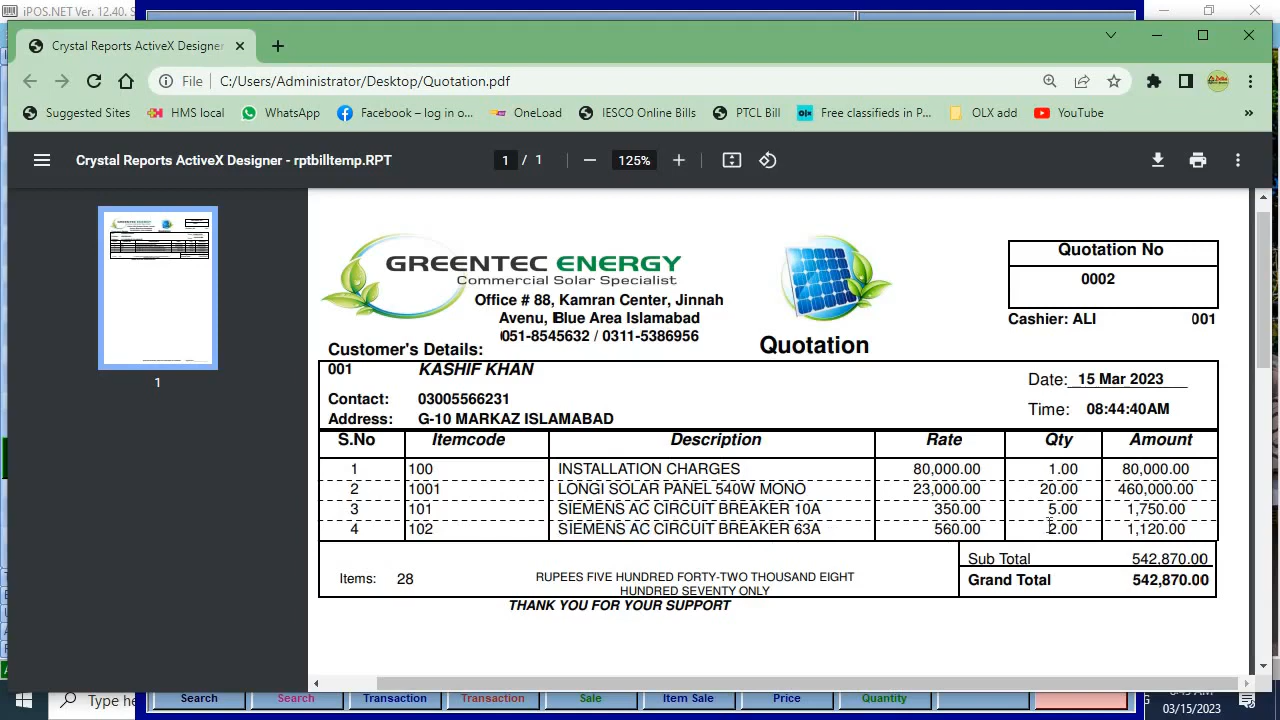 iPOS.NET Ver. 12.40. S
Crystal Reports ActiveX Designer
File C:/Users/Administrator/Desktop/Quotation.pdf
Suggested Sites HMS local WhatsApp Facebook – log in o... OneLoad IESCO Online Bills PTCL Bill Free classifieds in P... OLX add YouTube »
Crystal Reports ActiveX Designer - rptbilltemp.RPT 1 / 1 125%
1
GREENTEC ENERGY
Commercial Solar Specialist
Office # 88, Kamran Center, Jinnah
Avenu, Blue Area Islamabad
051-8545632 / 0311-5386956
Quotation No
0002
Cashier: ALI 001
Quotation
Customer's Details:
001 KASHIF KHAN
Contact: 03005566231
Address: G-10 MARKAZ ISLAMABAD
Date: 15 Mar 2023
Time: 08:44:40AM
S.No Itemcode Description Rate Qty Amount
1 100 INSTALLATION CHARGES 80,000.00 1.00 80,000.00
2 1001 LONGI SOLAR PANEL 540W MONO 23,000.00 20.00 460,000.00
3 101 SIEMENS AC CIRCUIT BREAKER 10A 350.00 5.00 1,750.00
4 102 SIEMENS AC CIRCUIT BREAKER 63A 560.00 2.00 1,120.00
Sub Total 542,870.00
Items: 28 RUPEES FIVE HUNDRED FORTY-TWO THOUSAND EIGHT
HUNDRED SEVENTY ONLY
Grand Total 542,870.00
THANK YOU FOR YOUR SUPPORT
Search Search Transaction Transaction Sale Item Sale Price Quantity
Type he
03/15/2023